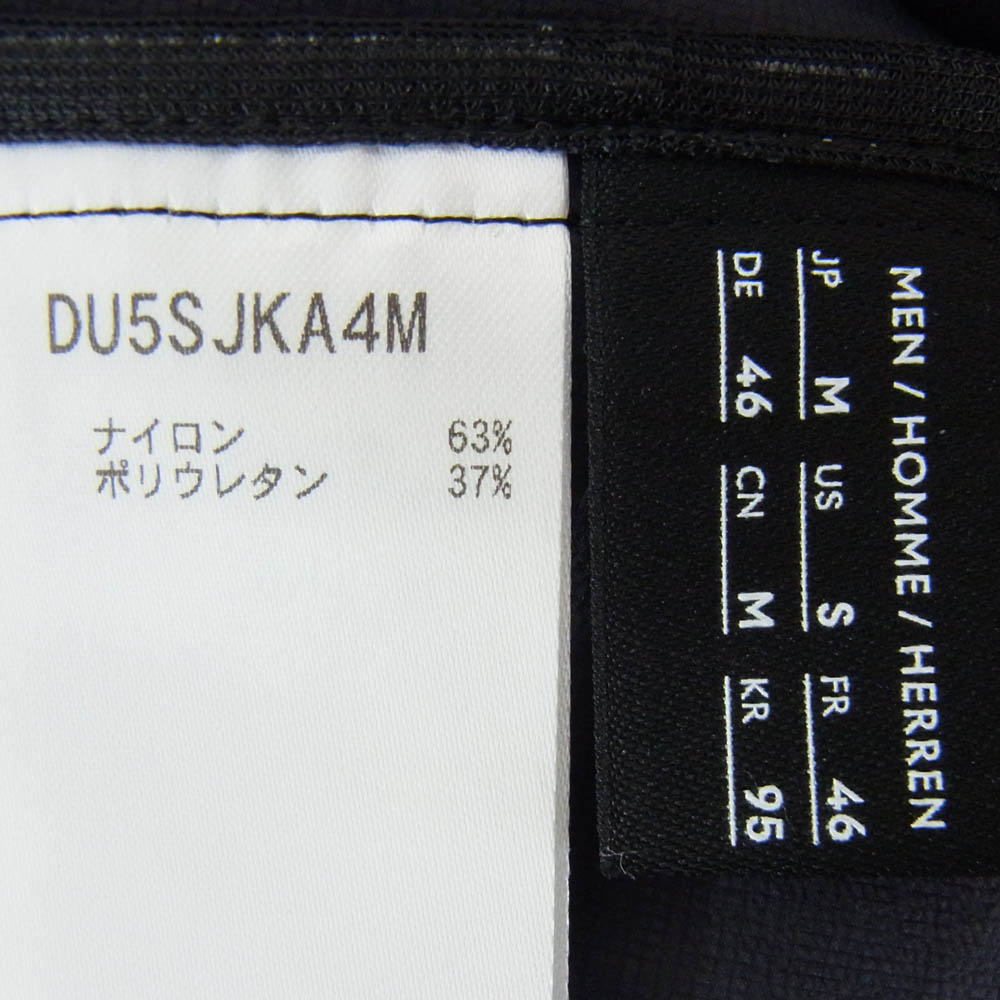 DU5SJKA4M
ナイロン 63%
ポリウレタン 37%
MEN / HOMME / HERREN
JP M US S FR 46
DE 46 CN M KR 95